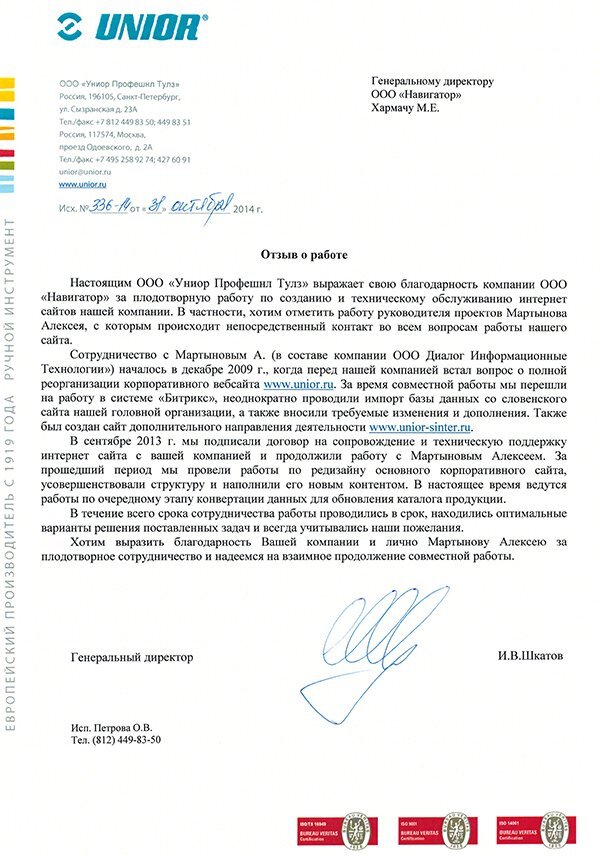 UNIOR®
ООО «Униор Профешнл Тулз»
Россия, 196105, Санкт-Петербург,
ул. Сызранская д. 23А
Тел./факс +7 812 449 83 50; 449 83 51
Россия, 117574, Москва,
проезд Одоевского, д. 2А
Тел./факс +7 495 258 92 74; 427 60 91
unior@unior.ru
www.unior.ru
Исх. № 336-14 от «31» октября 2014 г.
Генеральному директору
ООО «Навигатор»
Хармачу М.Е.
Отзыв о работе
Настоящим ООО «Униор Профешнл Тулз» выражает свою благодарность компании ООО
«Навигатор» за плодотворную работу по созданию и техническому обслуживанию интернет
сайтов нашей компании. В частности, хотим отметить работу руководителя проектов Мартынова
Алексея, с которым происходит непосредственный контакт во всем вопросам работы нашего
сайта.
Сотрудничество с Мартыновым А. (в составе компании ООО Диалог Информационные
Технологии») началось в декабре 2009 г., когда перед нашей компанией встал вопрос о полной
реорганизации корпоративного вебсайта www.unior.ru. За время совместной работы мы перешли
на работу в системе «Битрикс», неоднократно проводили импорт базы данных со словенского
сайта нашей головной организации, а также вносили требуемые изменения и дополнения. Также
был создан сайт дополнительного направления деятельности www.unior-sinter.ru.
В сентябре 2013 г. мы подписали договор на сопровождение и техническую поддержку
интернет сайта с вашей компанией и продолжили работу с Мартыновым Алексеем. За
прошедший период мы провели работы по редизайну основного корпоративного сайта,
усовершенствовали структуру и наполнили его новым контентом. В настоящее время ведутся
работы по очередному этапу конвертации данных для обновления каталога продукции.
В течение всего срока сотрудничества работы проводились в срок, находились оптимальные
варианты решения поставленных задач и всегда учитывались наши пожелания.
Хотим выразить благодарность Вашей компании и лично Мартынову Алексею за
плодотворное сотрудничество и надеемся на взаимное продолжение совместной работы.
Генеральный директор
И.В.Шкатов
Исп. Петрова О.В.
Тел. (812) 449-83-50
ЕВРОПЕЙСКИЙ ПРОИЗВОДИТЕЛЬ С 1919 ГОДА РУЧНОЙ ИНСТРУМЕНТ
ISO/TS 16949
BUREAU VERITAS
Certification
ISO 9001
BUREAU VERITAS
Certification
ISO 14001
BUREAU VERITAS
Certification